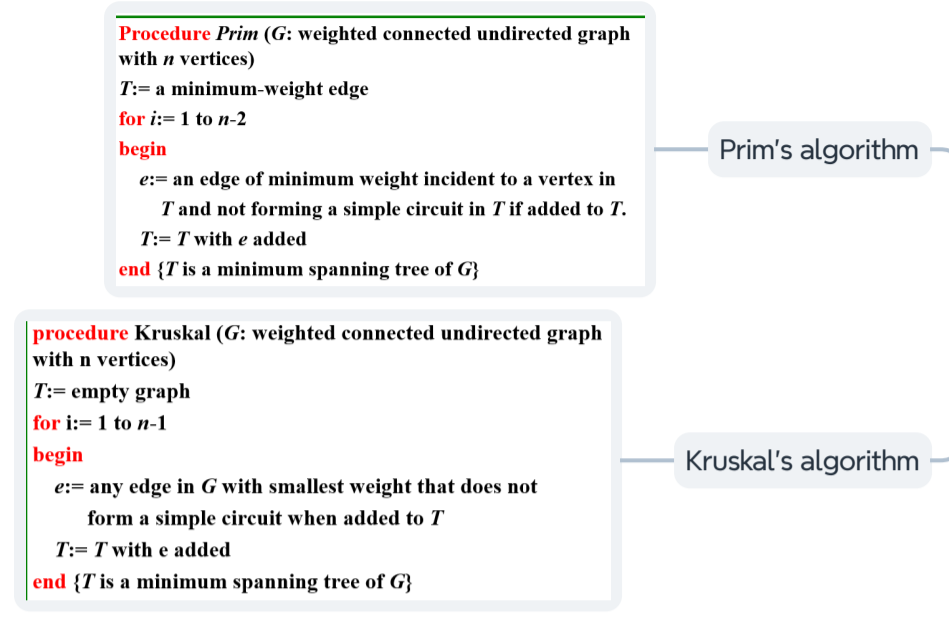 Procedure Prim (G: weighted connected undirected graph
with n vertices)
T:= a minimum-weight edge
for i:= 1 to n-2
begin
e:= an edge of minimum weight incident to a vertex in
T and not forming a simple circuit in T if added to T.
T:= T with e added
end {T is a minimum spanning tree of G}
Prim's algorithm
procedure Kruskal (G: weighted connected undirected graph
with n vertices)
T:= empty graph
for i:= 1 to n-1
begin
e:= any edge in G with smallest weight that does not
form a simple circuit when added to T
T:= T with e added
end {T is a minimum spanning tree of G}
Kruskal's algorithm